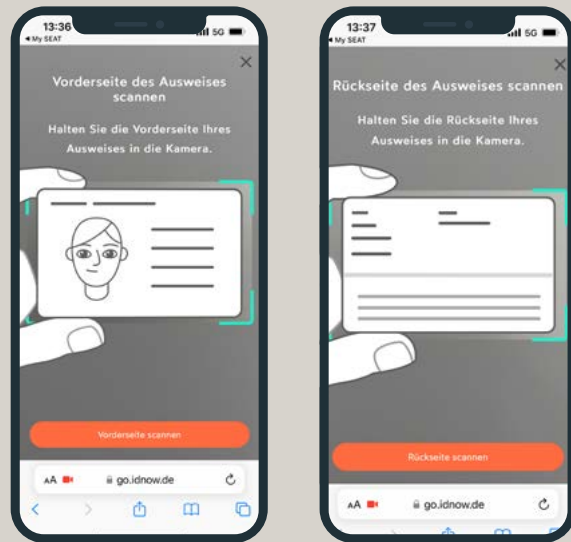 13:36
5G
My SEAT
Vorderseite des Ausweises
scannen
Halten Sie die Vorderseite Ihres
Ausweises in die Kamera.
Vorderseite scannen
AA
go.idnow.de
13:37
5G
My SEAT
Rückseite des Ausweises scannen
Halten Sie die Rückseite Ihres
Ausweises in die Kamera.
Rückseite scannen
AA
go.idnow.de